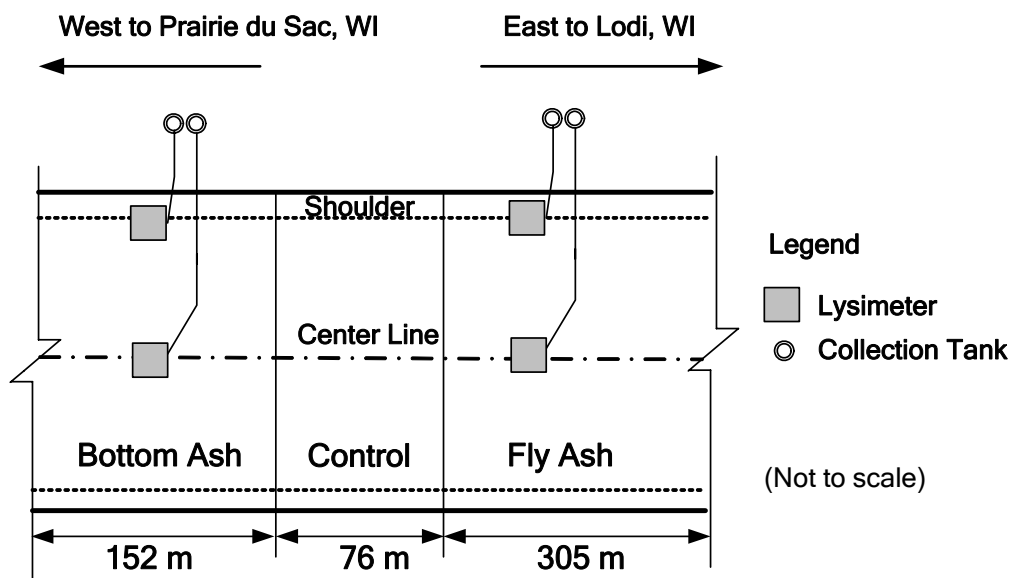 West to Prairie du Sac, WI
East to Lodi, WI
Shoulder
Legend
Lysimeter
Center Line
Collection Tank
Bottom Ash
Control
Fly Ash
(Not to scale)
152 m
76 m
305 m